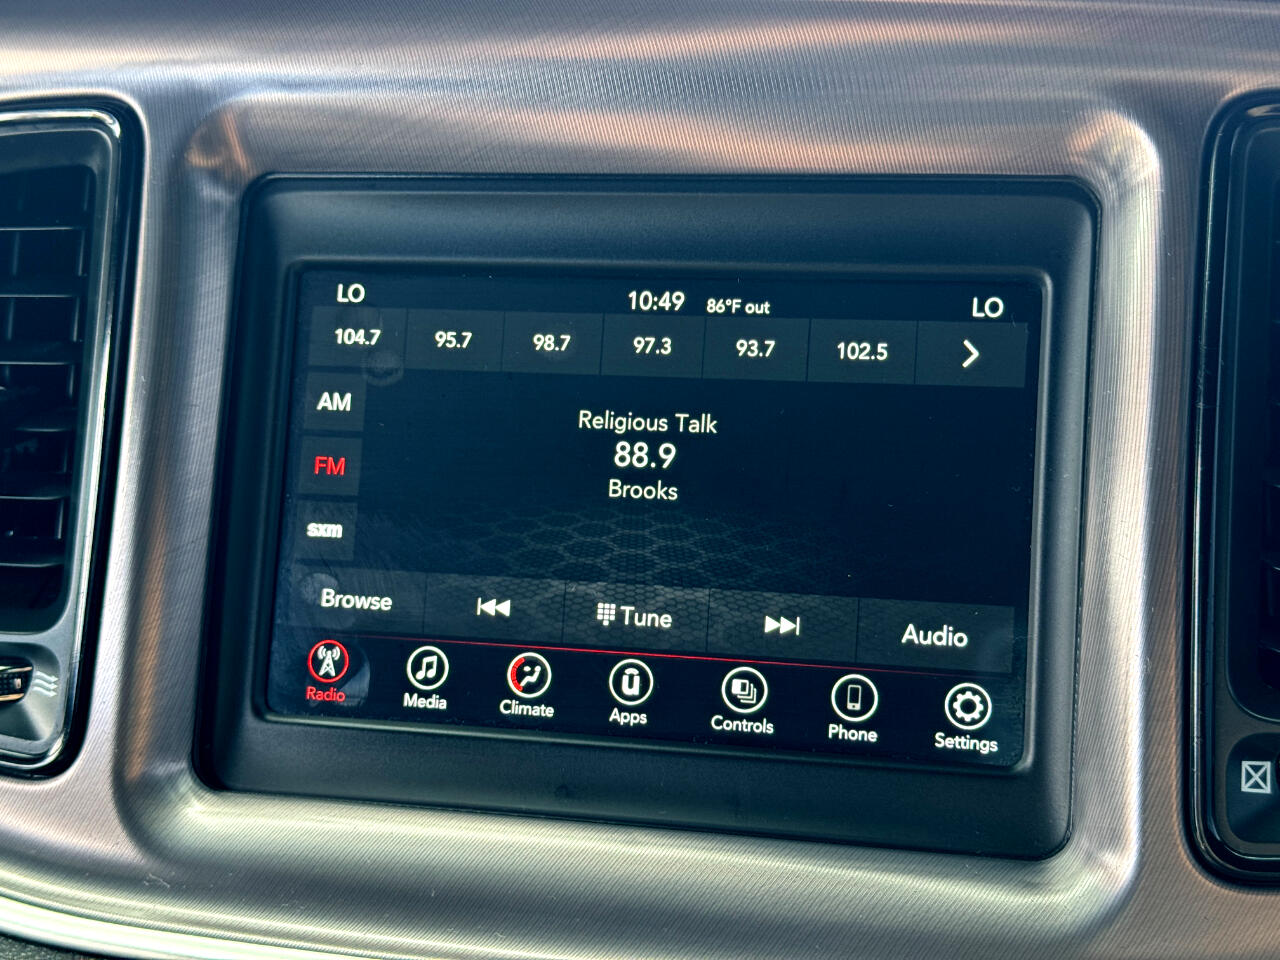 LO 10:49 86°F out LO
104.7 95.7 98.7 97.3 93.7 102.5
AM
Religious Talk
88.9
FM
Brooks
sxm
Browse Tune Audio
Radio Media Climate Apps Controls Phone Settings